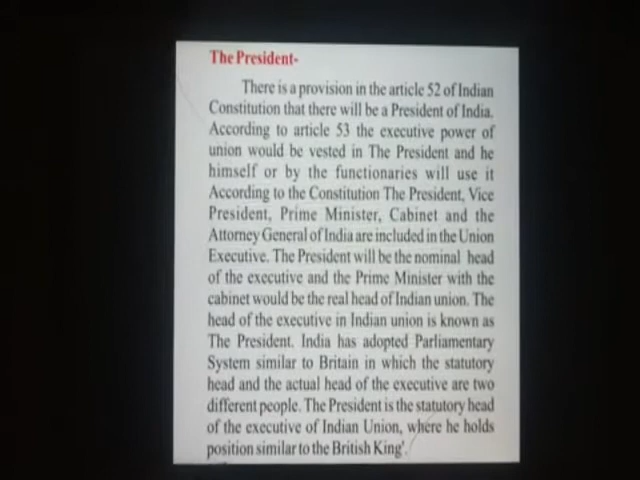 The President-
There is a provision in the article 52 of Indian
Constitution that there will be a President of India.
According to article 53 the executive power of
union would be vested in The President and he
himself or by the functionaries will use it
According to the Constitution The President, Vice
President, Prime Minister, Cabinet and the
Attorney General of India are included in the Union
Executive. The President will be the nominal head
of the executive and the Prime Minister with the
cabinet would be the real head of Indian union. The
head of the executive in Indian union is known as
The President. India has adopted Parliamentary
System similar to Britain in which the statutory
head and the actual head of the executive are two
different people. The President is the statutory head
of the executive of Indian Union, where he holds
position similar to the British King'.